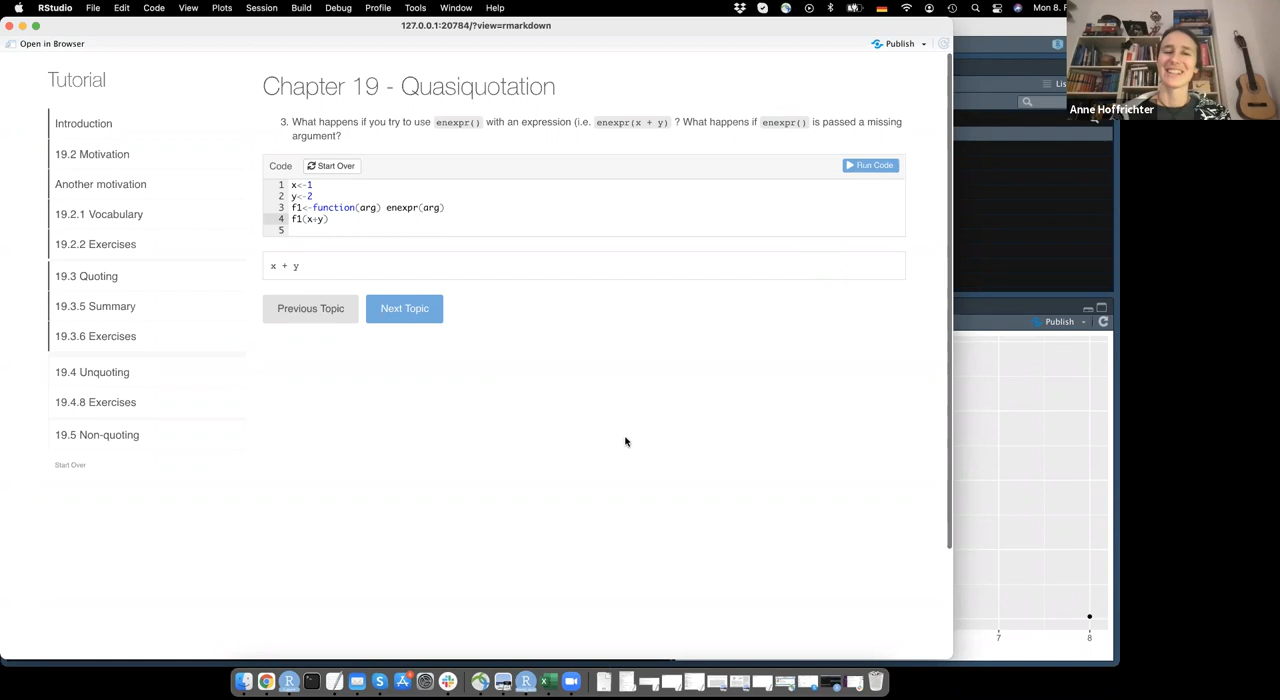 RStudio File Edit Code View Plots Session Build Debug Profile Tools Window Help
Mon 8. F
127.0.0.1:20784/?view=rmarkdown
Open in Browser
Publish
Tutorial
Introduction
19.2 Motivation
Another motivation
19.2.1 Vocabulary
19.2.2 Exercises
19.3 Quoting
19.3.5 Summary
19.3.6 Exercises
19.4 Unquoting
19.4.8 Exercises
19.5 Non-quoting
Start Over
Chapter 19 - Quasiquotation
3. What happens if you try to use enexpr() with an expression (i.e. enexpr(x + y) ? What happens if enexpr() is passed a missing
argument?
Code Start Over Run Code
1 x<-1
2 y<-2
3 f1<-function(arg) enexpr(arg)
4 f1(x+y)
5
x + y
Previous Topic Next Topic
Anne Hoffrichter
Lis
Publish
7 8